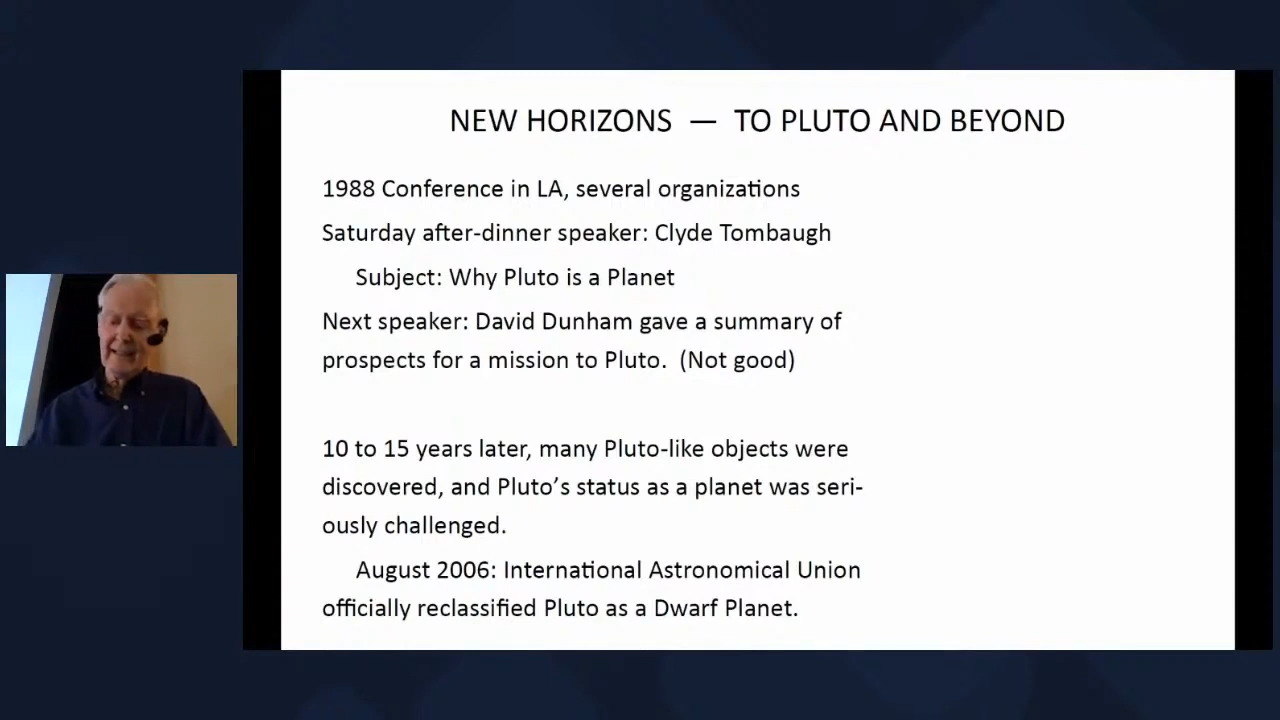 NEW HORIZONS — TO PLUTO AND BEYOND
1988 Conference in LA, several organizations
Saturday after-dinner speaker: Clyde Tombaugh
Subject: Why Pluto is a Planet
Next speaker: David Dunham gave a summary of
prospects for a mission to Pluto. (Not good)
10 to 15 years later, many Pluto-like objects were
discovered, and Pluto’s status as a planet was seri-
ously challenged.
August 2006: International Astronomical Union
officially reclassified Pluto as a Dwarf Planet.